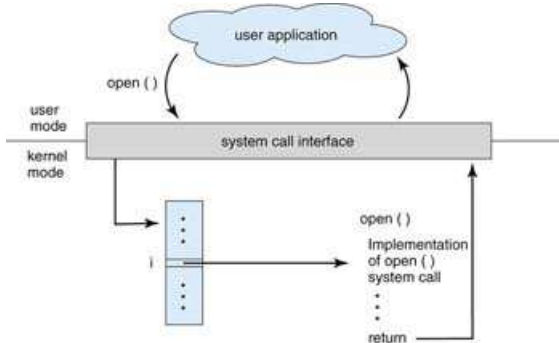 user application
open ( )
user
mode
system call interface
kernel
mode
open ( )
i
Implementation
of open ( )
system call
return